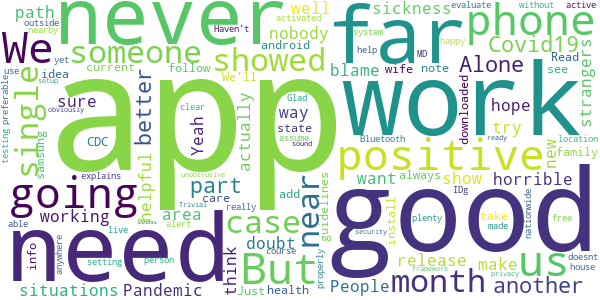 path outside never someone far phone sickness
We well nobody Covid19
nearby activated Haven't evaluate without active
android system help MD happy
yet idea current follow showed blame wife note Read see
use single sure We'll Alone strangers
app work
testing preferable setup samsung CDC better actually clear Glad assume Yeah way state sound hope downloaded try
obviously Bluetooth ready location family
going helpful unobtrusive part near positive new
working area Trivial care add guidelines want always show horrible
need case good
able info anywhere live really doubt install IDg take plenty made free nationwide doesnt house
explains alert But us
setting person think course properly release security make People month another
situations Pandemic Just health framework privacy
seems